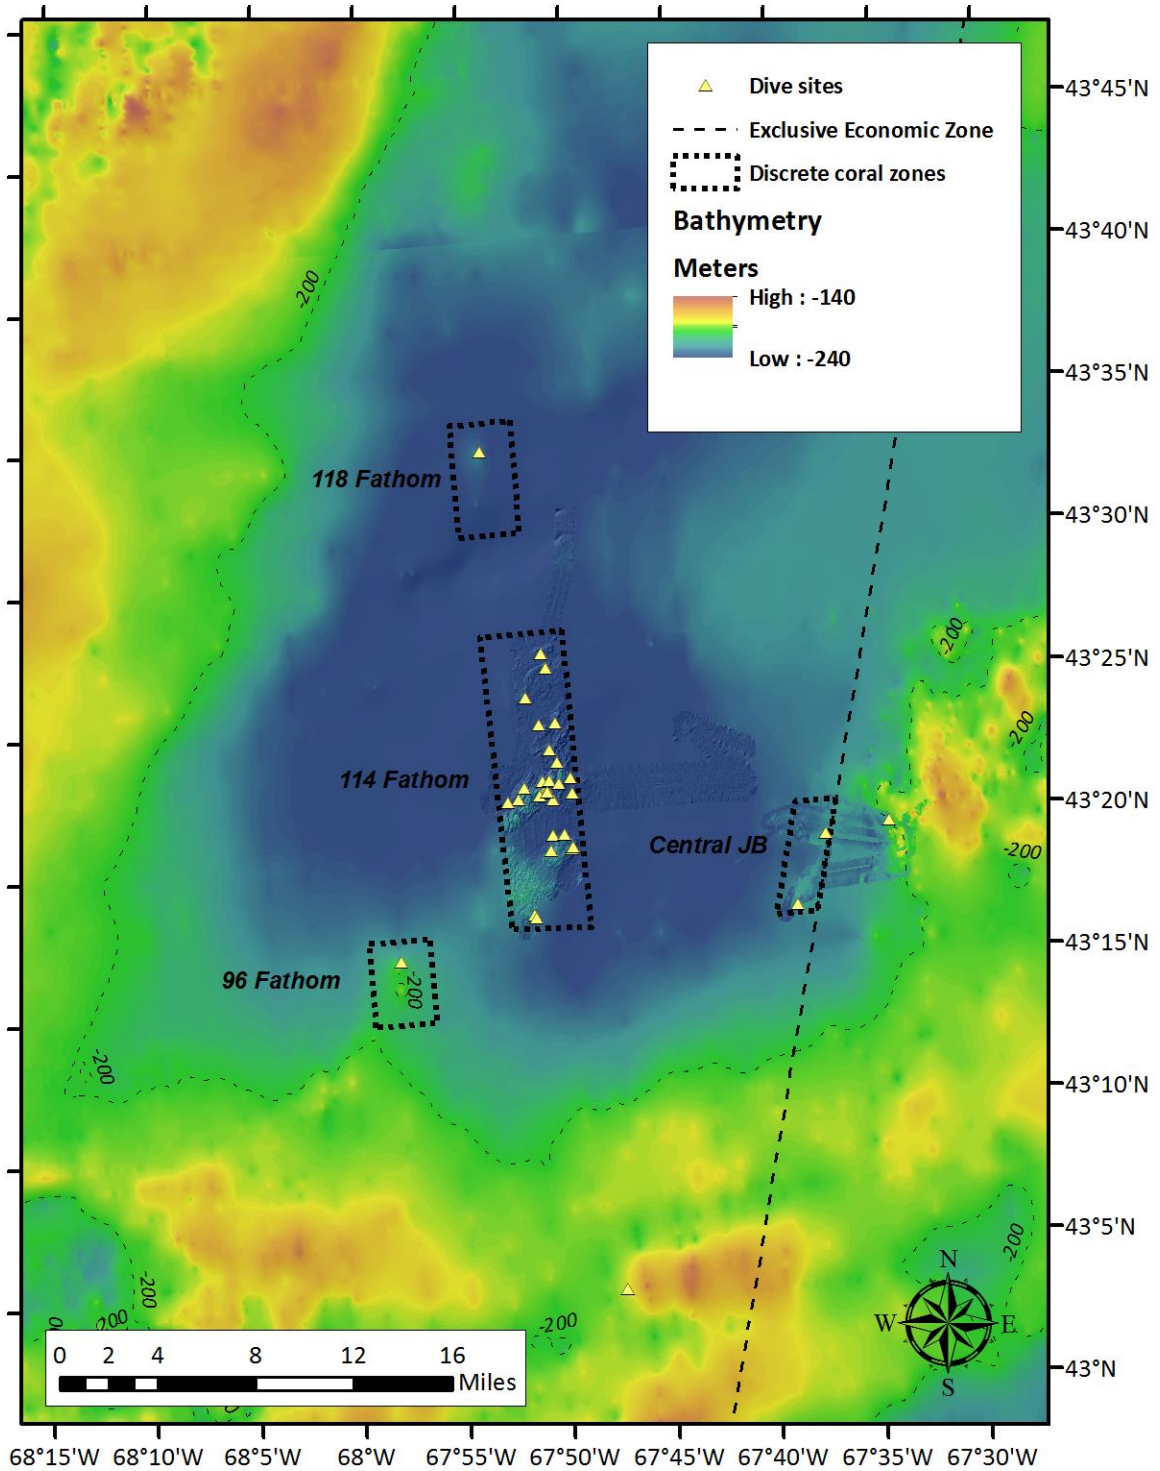 Dive sites
Exclusive Economic Zone
Discrete coral zones
Bathymetry
Meters
High : -140
Low : -240
43°45'N
43°40'N
43°35'N
43°30'N
43°25'N
43°20'N
43°15'N
43°10'N
43°5'N
43°N
-200
118 Fathom
-200
-200
114 Fathom
Central JB
-200
96 Fathom
-200
-200
-200
-200
-200
200
N
W E
S
0 2 4 8 12 16
Miles
68°15'W 68°10'W 68°5'W 68°W 67°55'W 67°50'W 67°45'W 67°40'W 67°35'W 67°30'W